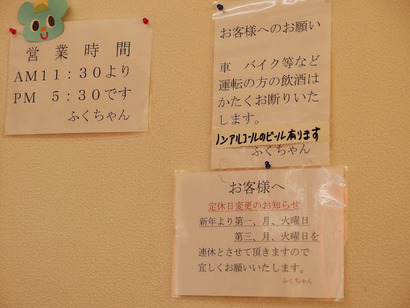 営業時間
AM11:30より
PM 5:30です
ふくちゃん
お客様へのお願い
車 バイク等など
運転の方の飲酒は
かたくお断りいた
します。
ノンアルコールのビール有ります
ふくちゃん
お客様へ
定休日変更のお知らせ
新年より第一、月、火曜日
第三、月、火曜日を
連休とさせて頂きますので
宜しくお願いいたします。
ふくちゃん